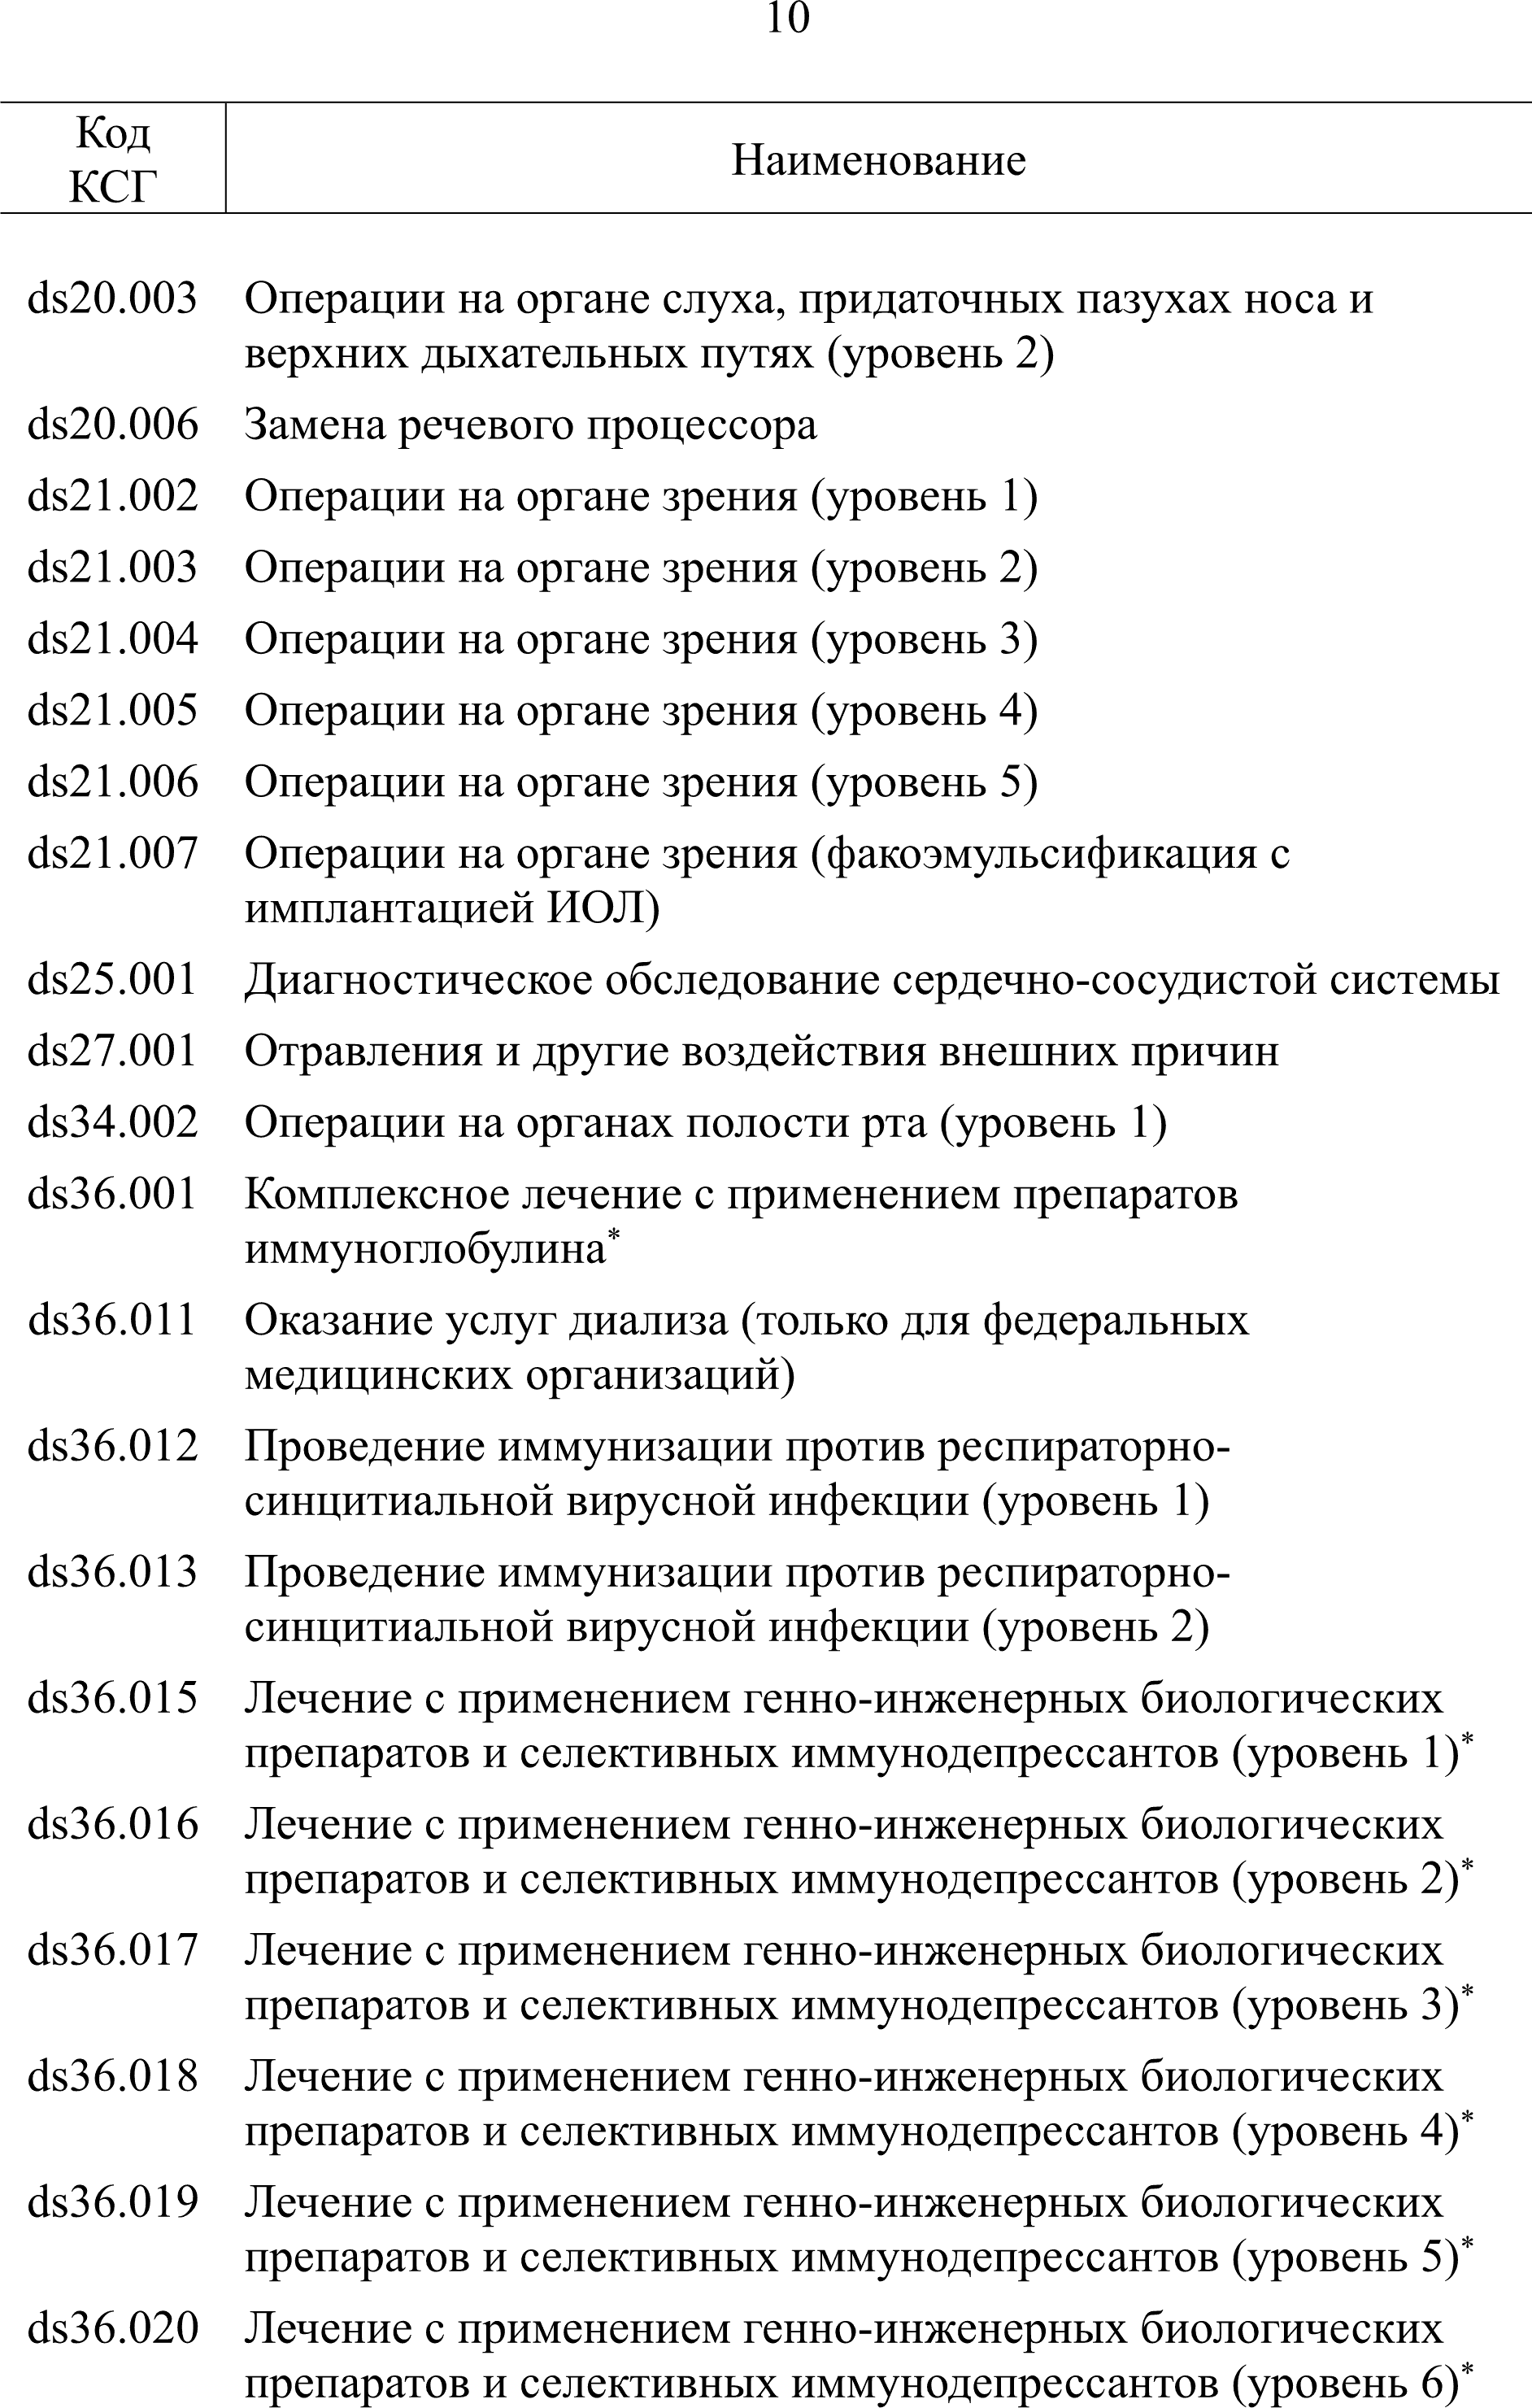 10
Код
КСГ
Наименование
ds20.003 Операции на органе слуха, придаточных пазухах носа и
верхних дыхательных путях (уровень 2)
ds20.006 Замена речевого процессора
ds21.002 Операции на органе зрения (уровень 1)
ds21.003 Операции на органе зрения (уровень 2)
ds21.004 Операции на органе зрения (уровень 3)
ds21.005 Операции на органе зрения (уровень 4)
ds21.006 Операции на органе зрения (уровень 5)
ds21.007 Операции на органе зрения (факоэмульсификация с
имплантацией ИОЛ)
ds25.001 Диагностическое обследование сердечно-сосудистой системы
ds27.001 Отравления и другие воздействия внешних причин
ds34.002 Операции на органах полости рта (уровень 1)
ds36.001 Комплексное лечение с применением препаратов
иммуноглобулина*
ds36.011 Оказание услуг диализа (только для федеральных
медицинских организаций)
ds36.012 Проведение иммунизации против респираторно-
синцитиальной вирусной инфекции (уровень 1)
ds36.013 Проведение иммунизации против респираторно-
синцитиальной вирусной инфекции (уровень 2)
ds36.015 Лечение с применением генно-инженерных биологических
препаратов и селективных иммунодепрессантов (уровень 1)*
ds36.016 Лечение с применением генно-инженерных биологических
препаратов и селективных иммунодепрессантов (уровень 2)*
ds36.017 Лечение с применением генно-инженерных биологических
препаратов и селективных иммунодепрессантов (уровень 3)*
ds36.018 Лечение с применением генно-инженерных биологических
препаратов и селективных иммунодепрессантов (уровень 4)*
ds36.019 Лечение с применением генно-инженерных биологических
препаратов и селективных иммунодепрессантов (уровень 5)*
ds36.020 Лечение с применением генно-инженерных биологических
препаратов и селективных иммунодепрессантов (уровень 6)*